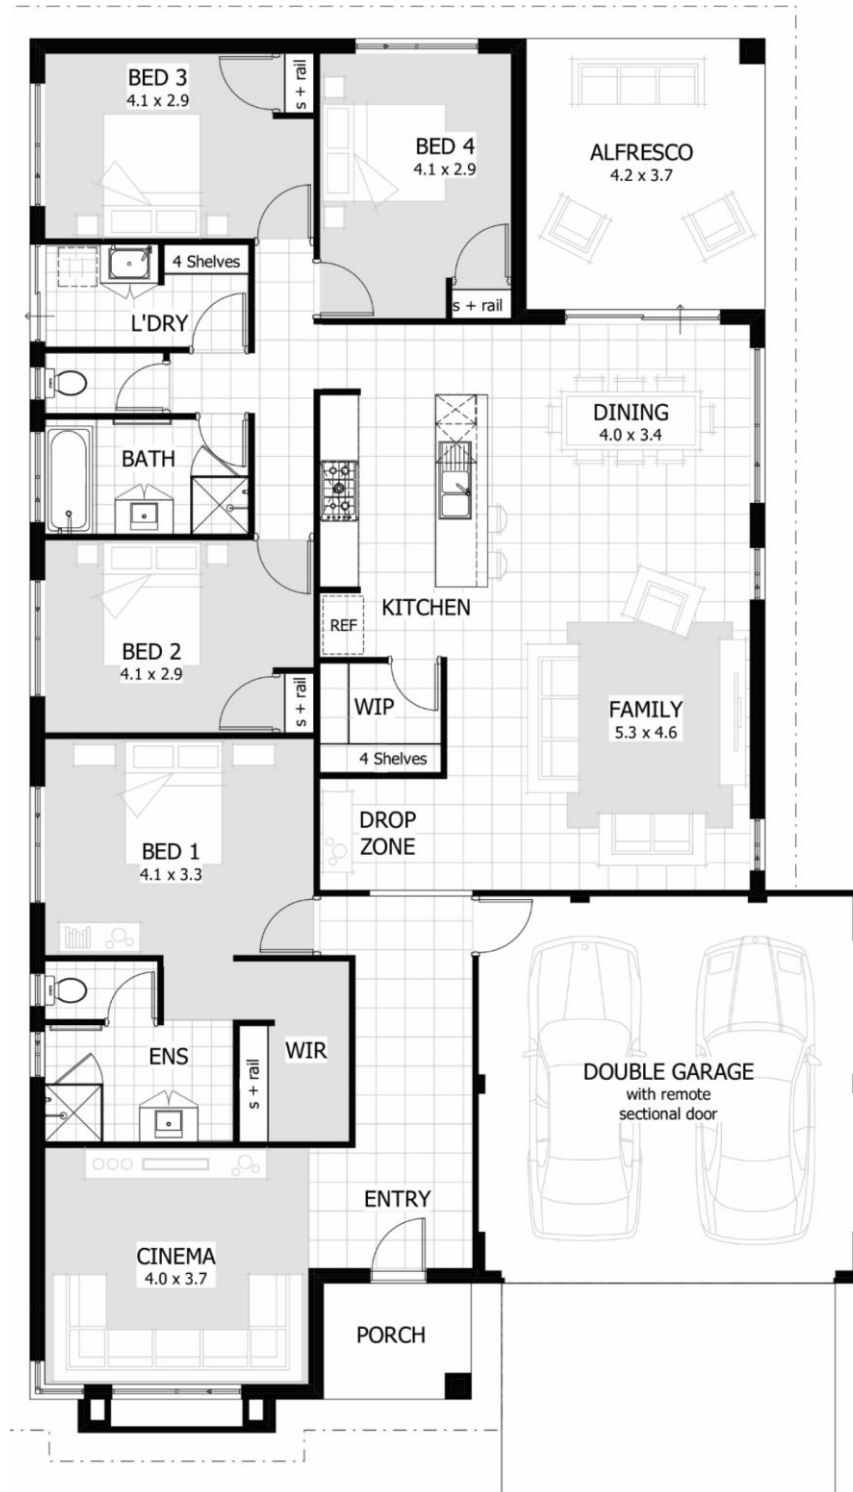 BED 3
4.1 x 2.9
s + rail
BED 4
4.1 x 2.9
s + rail
ALFRESCO
4.2 x 3.7
4 Shelves
L'DRY
BATH
DINING
4.0 x 3.4
KITCHEN
REF
BED 2
4.1 x 2.9
s + rail
WIP
4 Shelves
FAMILY
5.3 x 4.6
DROP
ZONE
BED 1
4.1 x 3.3
ENS
s + rail
WIR
DOUBLE GARAGE
with remote
sectional door
ENTRY
CINEMA
4.0 x 3.7
PORCH